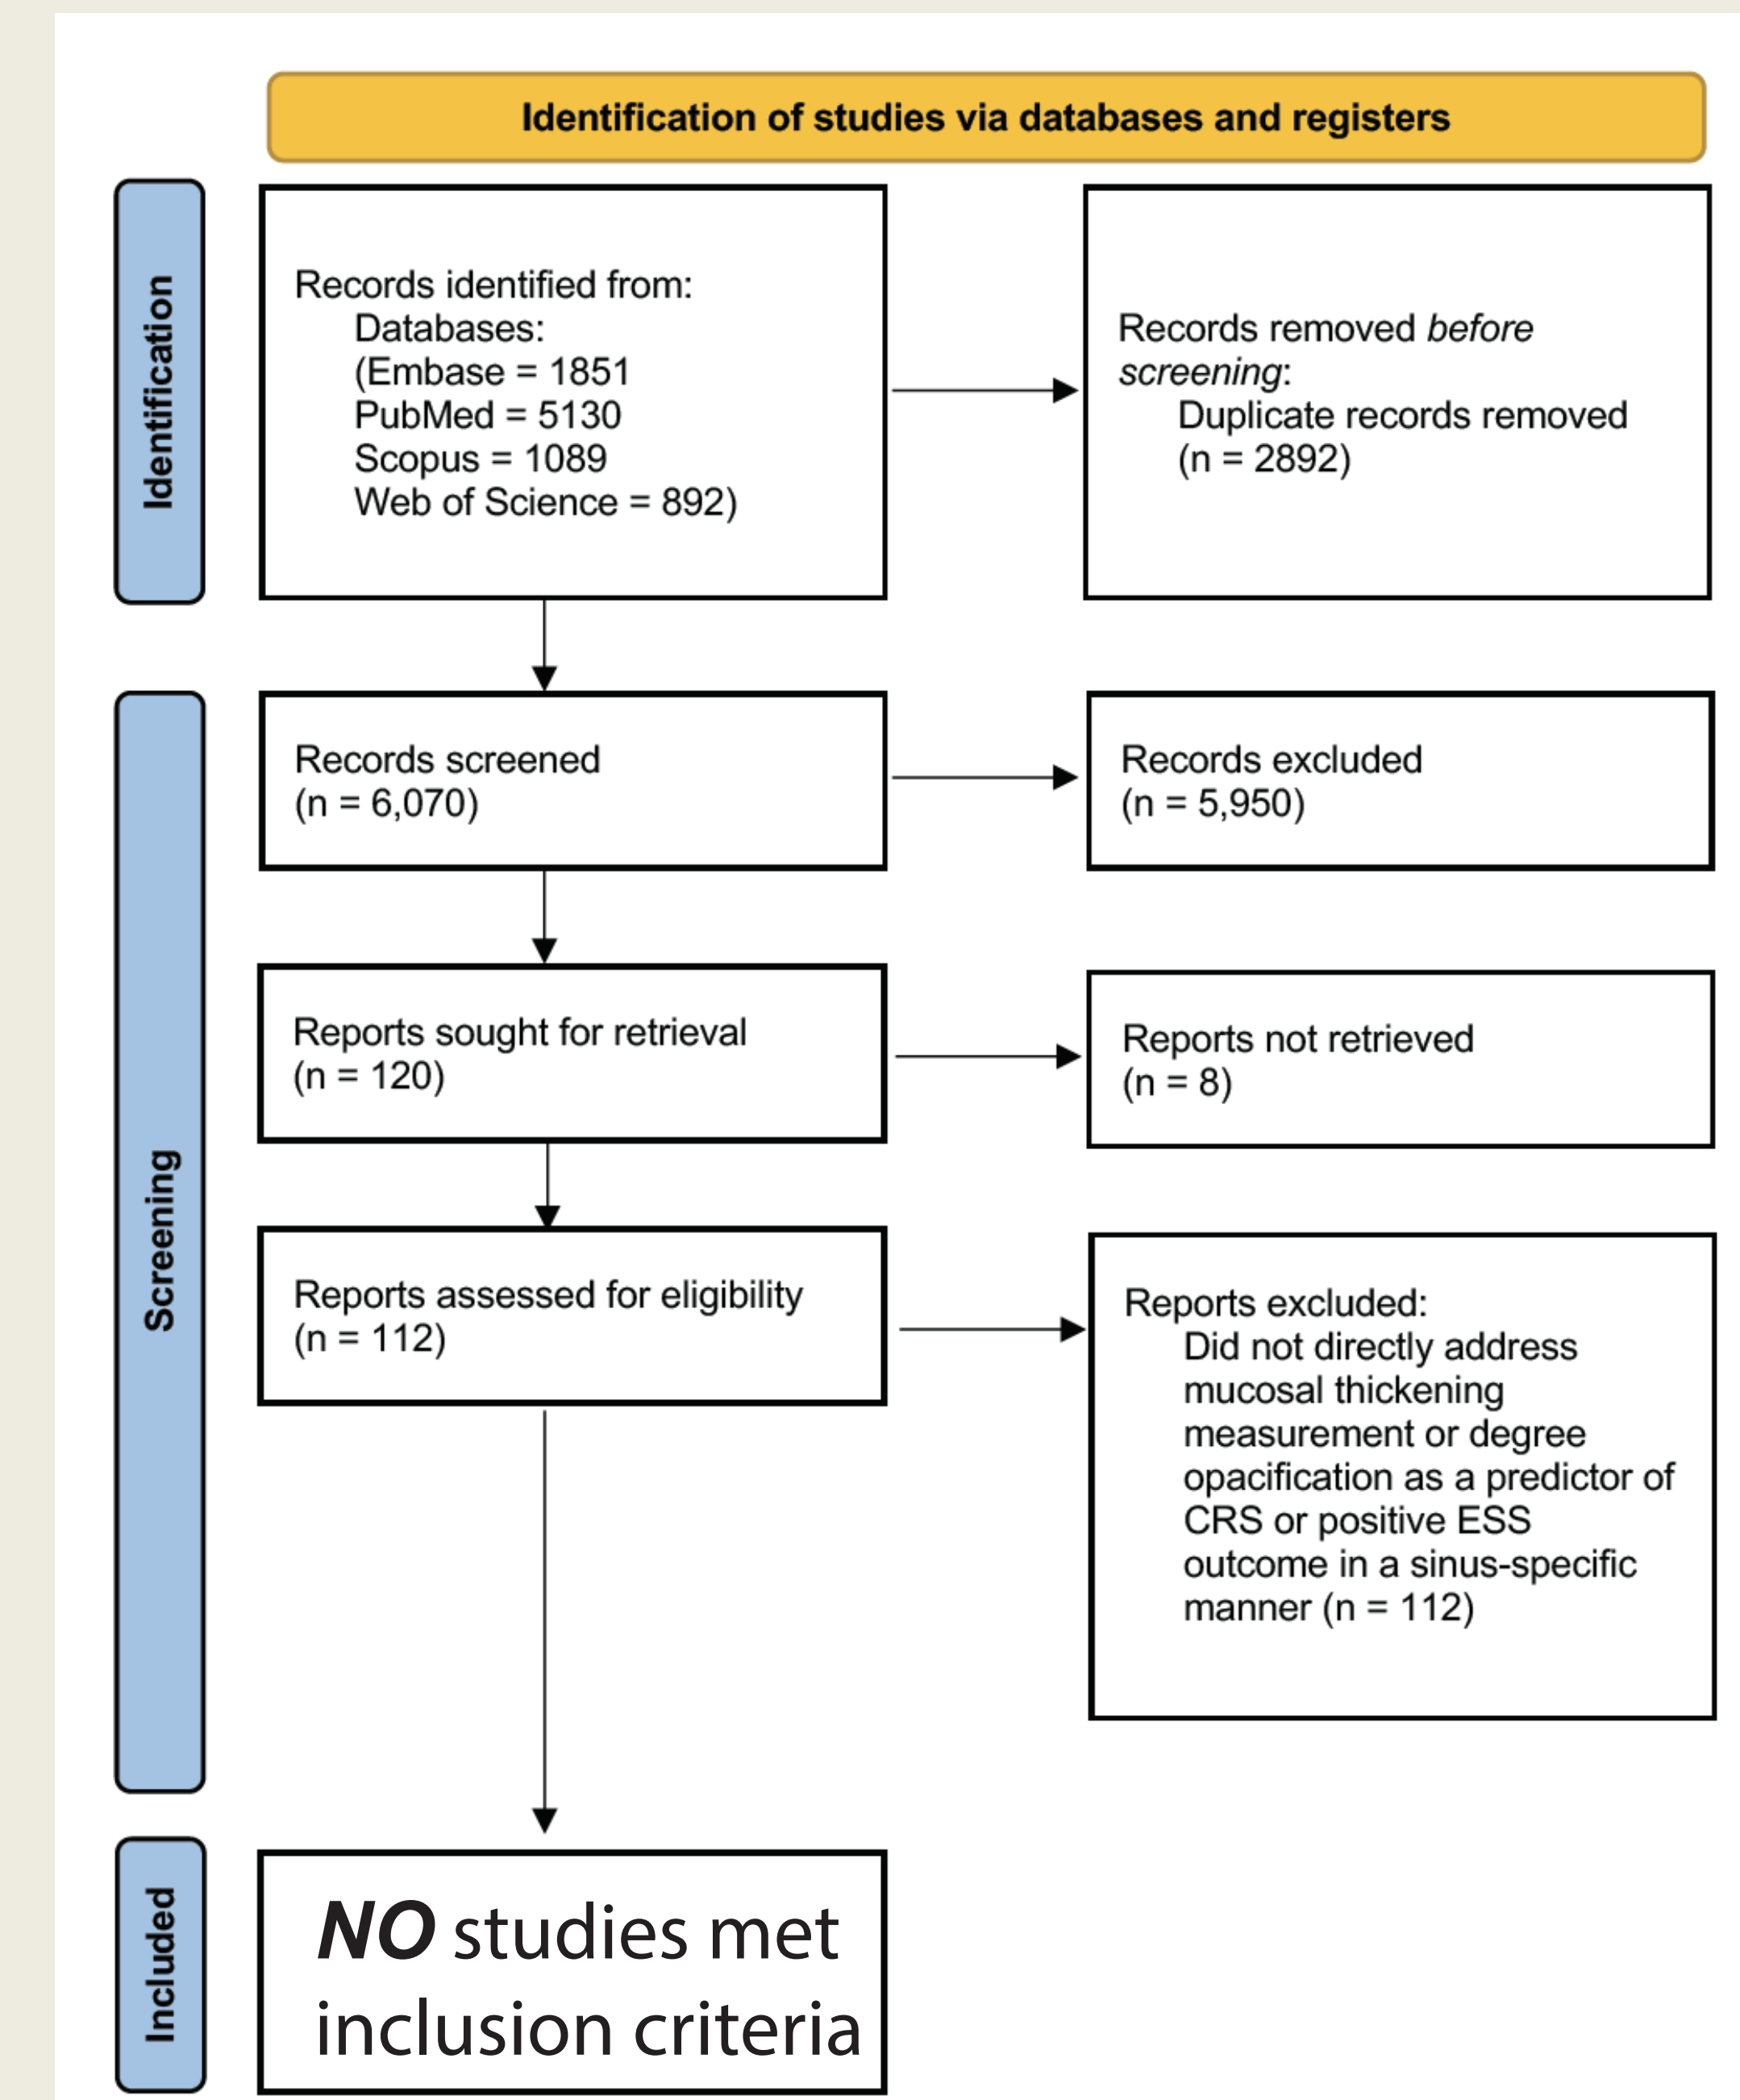 Identification of studies via databases and registers
Identification
Records identified from:
Databases:
(Embase = 1851
PubMed = 5130
Scopus = 1089
Web of Science = 892)
Records removed before
screening:
Duplicate records removed
(n = 2892)
Screening
Records screened
(n = 6,070)
Records excluded
(n = 5,950)
Reports sought for retrieval
(n = 120)
Reports not retrieved
(n = 8)
Reports assessed for eligibility
(n = 112)
Reports excluded:
Did not directly address
mucosal thickening
measurement or degree
opacification as a predictor of
CRS or positive ESS
outcome in a sinus-specific
manner (n = 112)
Included
NO studies met
inclusion criteria